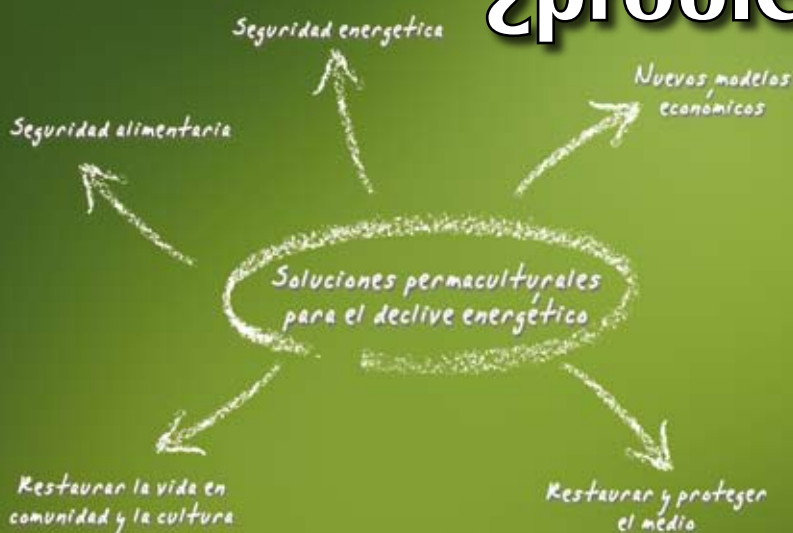 Seguridad energetica
Nuevos modelos
económicos
Seguridad alimentaria
Soluciones permaculturales
para el declive energético
Restaurar la vida en
comunidad y la cultura
Restaurar y proteger
el medio